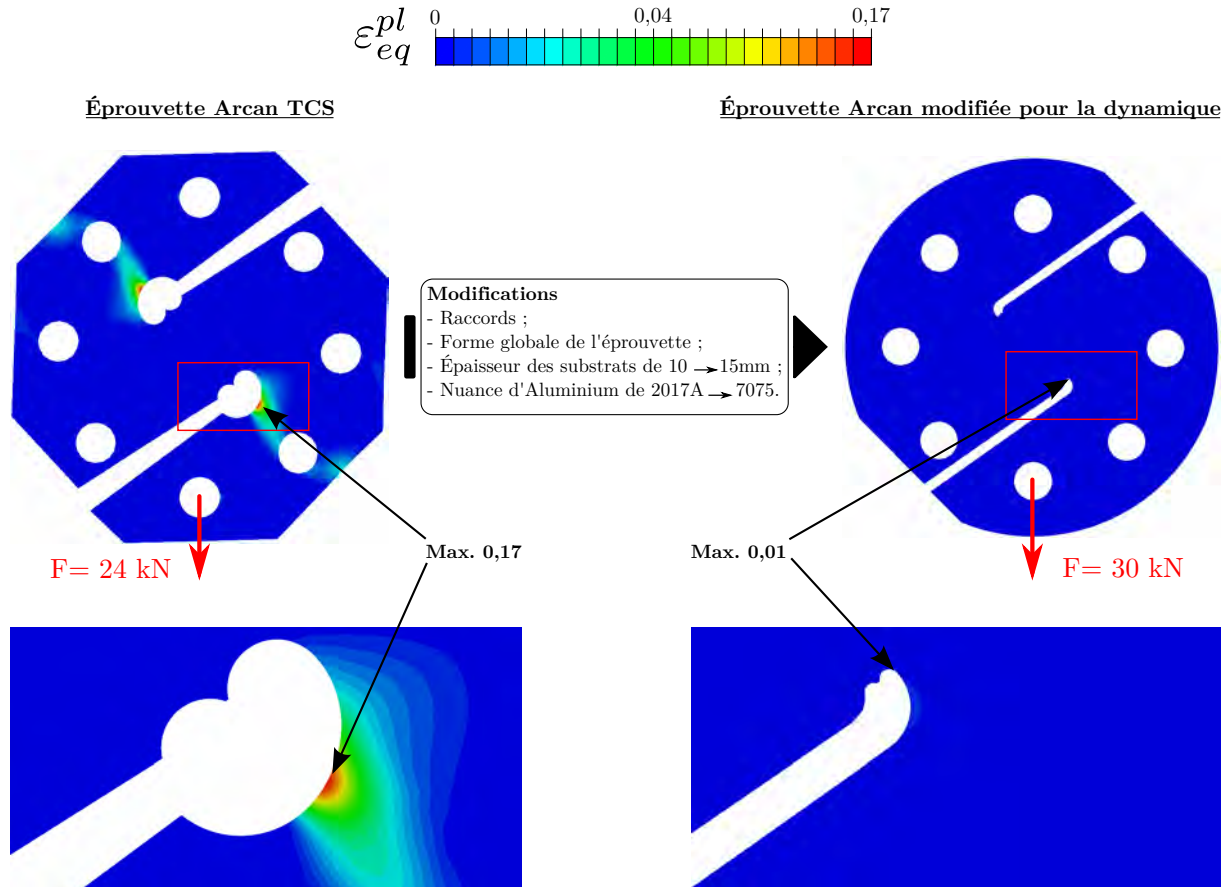 ε_{eq}^{pl}
0 0,04 0,17
Éprouvette Arcan TCS
Éprouvette Arcan modifiée pour la dynamique
Modifications
- Raccords ;
- Forme globale de l'éprouvette ;
- Épaisseur des substrats de 10 → 15mm ;
- Nuance d'Aluminium de 2017A → 7075.
Max. 0,17
Max. 0,01
F= 24 kN
F= 30 kN